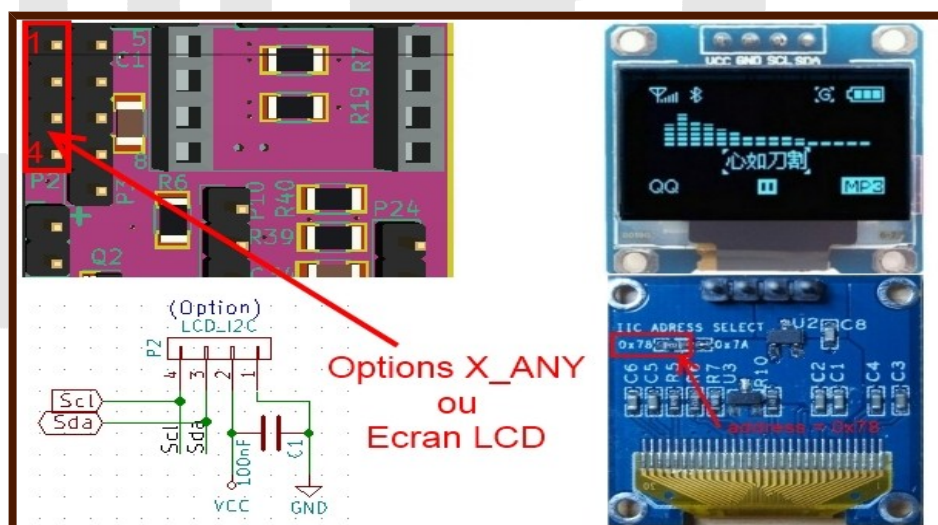 1
5
C1
R7
R19
4
8
P2
R6
P10
R40
P24
R39
Q2
+
(Option)
LCD_I2C
P2
4
3
2
1
Scl
Sda
Scl
Sda
100nF
C1
VCC
GND
Options X_ANY
ou
Ecran LCD
VCC GND SCL SDA
G
心如刀割
QQ
MP3
IIC ADRESS SELECT
0x78
0x7A
U2
C8
C6
C5
R5
R6
R7
U3
R10
C2
C1
C4
C3
address = 0x78